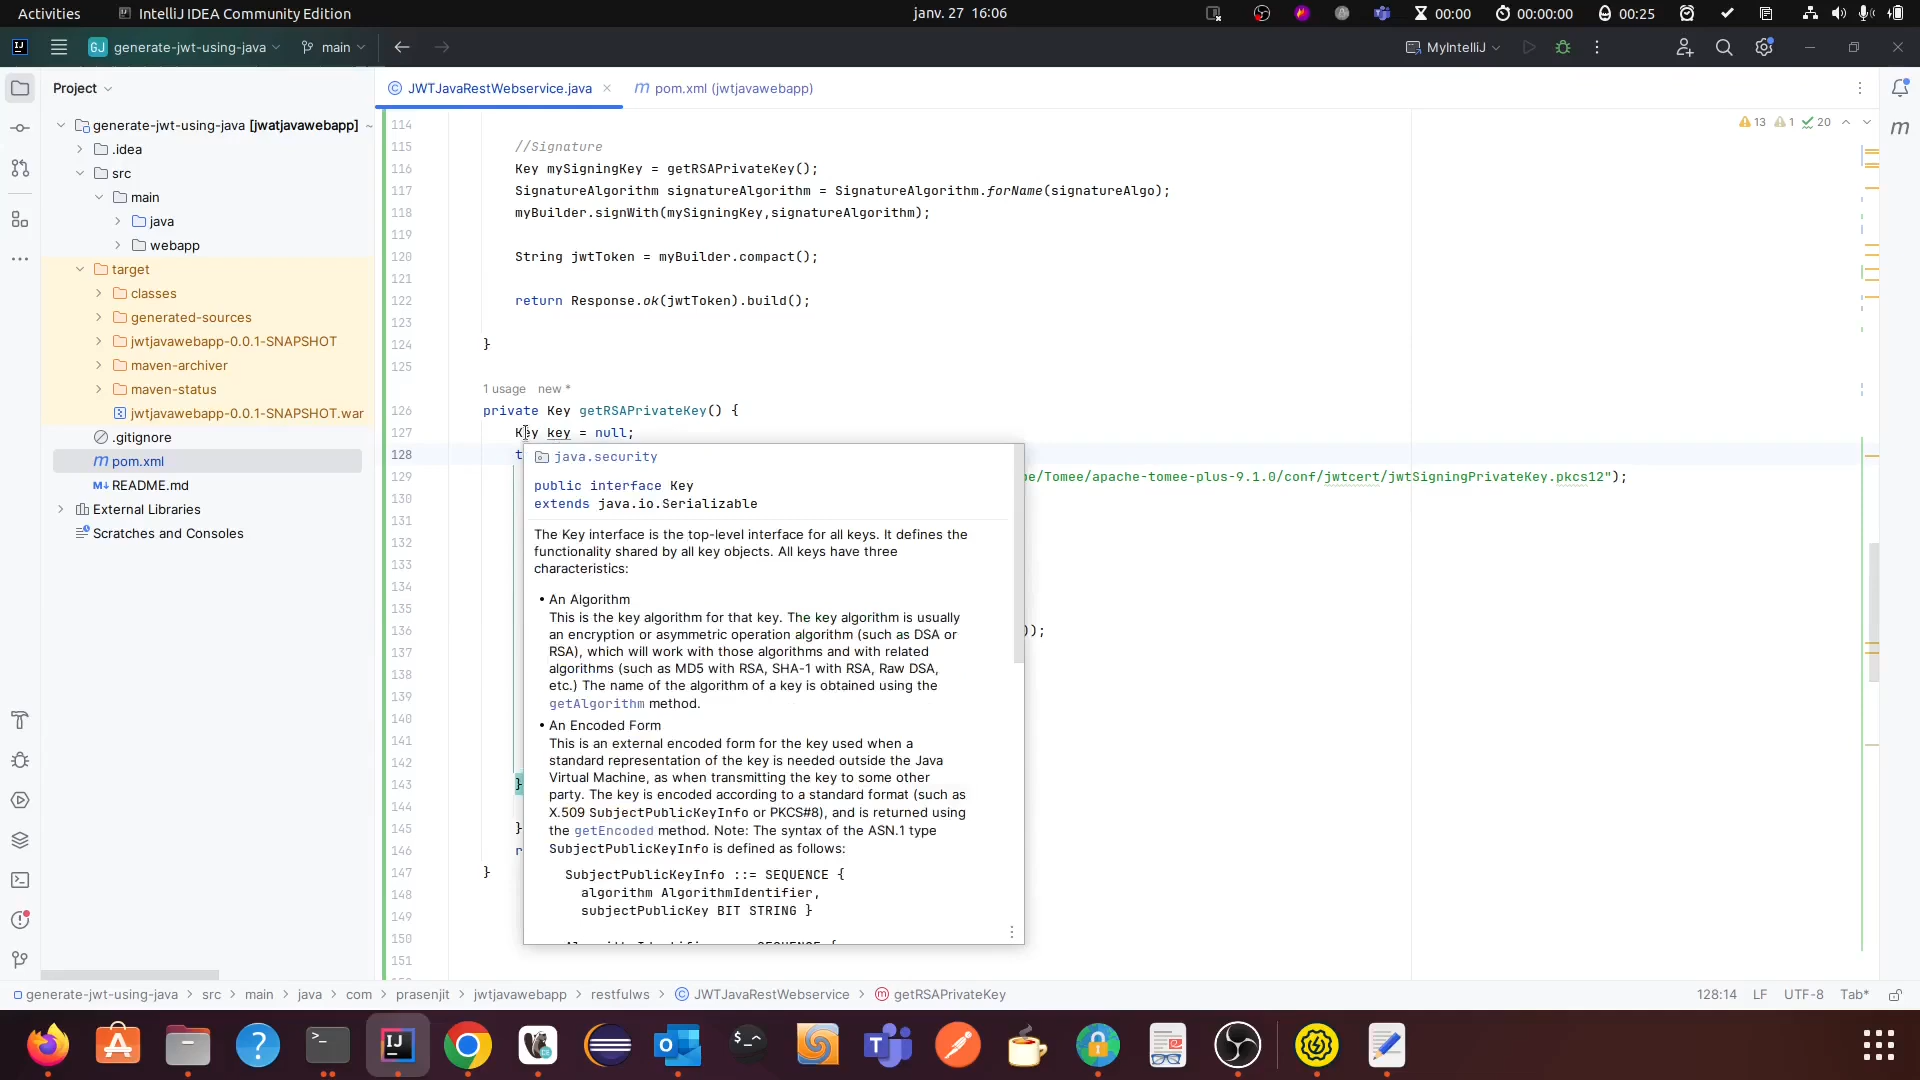 Activities
IntelliJ IDEA Community Edition
janv. 27 16:06
00:00
00:00:00
00:25
GJ generate-jwt-using-java
main
MyIntelliJ
Project
JWTJavaRestWebservice.java
pom.xml (jwtjavawebapp)
13 1 20
generate-jwt-using-java [jwatjavawebapp] ~
.idea
src
main
java
webapp
target
classes
generated-sources
jwtjavawebapp-0.0.1-SNAPSHOT
maven-archiver
maven-status
jwtjavawebapp-0.0.1-SNAPSHOT.war
.gitignore
pom.xml
README.md
External Libraries
Scratches and Consoles
114
115 //Signature
116 Key mySigningKey = getRSAPrivateKey();
117 SignatureAlgorithm signatureAlgorithm = SignatureAlgorithm.forName(signatureAlgo);
118 myBuilder.signWith(mySigningKey,signatureAlgorithm);
119
120 String jwtToken = myBuilder.compact();
121
122 return Response.ok(jwtToken).build();
123
124 }
125
1 usage new *
126 private Key getRSAPrivateKey() {
127 Key key = null;
128 t
129 e/Tomee/apache-tomee-plus-9.1.0/conf/jwtcert/jwtSigningPrivateKey.pkcs12");
130
131
132
133
134
135
136 ));
137
138
139
140
141
142
143 }
144
145 }
146 r
147 }
148
149
150
151
java.security
public interface Key
extends java.io.Serializable
The Key interface is the top-level interface for all keys. It defines the
functionality shared by all key objects. All keys have three
characteristics:
• An Algorithm
This is the key algorithm for that key. The key algorithm is usually
an encryption or asymmetric operation algorithm (such as DSA or
RSA), which will work with those algorithms and with related
algorithms (such as MD5 with RSA, SHA-1 with RSA, Raw DSA,
etc.) The name of the algorithm of a key is obtained using the
getAlgorithm method.
• An Encoded Form
This is an external encoded form for the key used when a
standard representation of the key is needed outside the Java
Virtual Machine, as when transmitting the key to some other
party. The key is encoded according to a standard format (such as
X.509 SubjectPublicKeyInfo or PKCS#8), and is returned using
the getEncoded method. Note: The syntax of the ASN.1 type
SubjectPublicKeyInfo is defined as follows:
SubjectPublicKeyInfo ::= SEQUENCE {
algorithm AlgorithmIdentifier,
subjectPublicKey BIT STRING }
generate-jwt-using-java > src > main > java > com > prasenjit > jwtjavawebapp > restfulws > JWTJavaRestWebservice > getRSAPrivateKey
128:14 LF UTF-8 Tab*